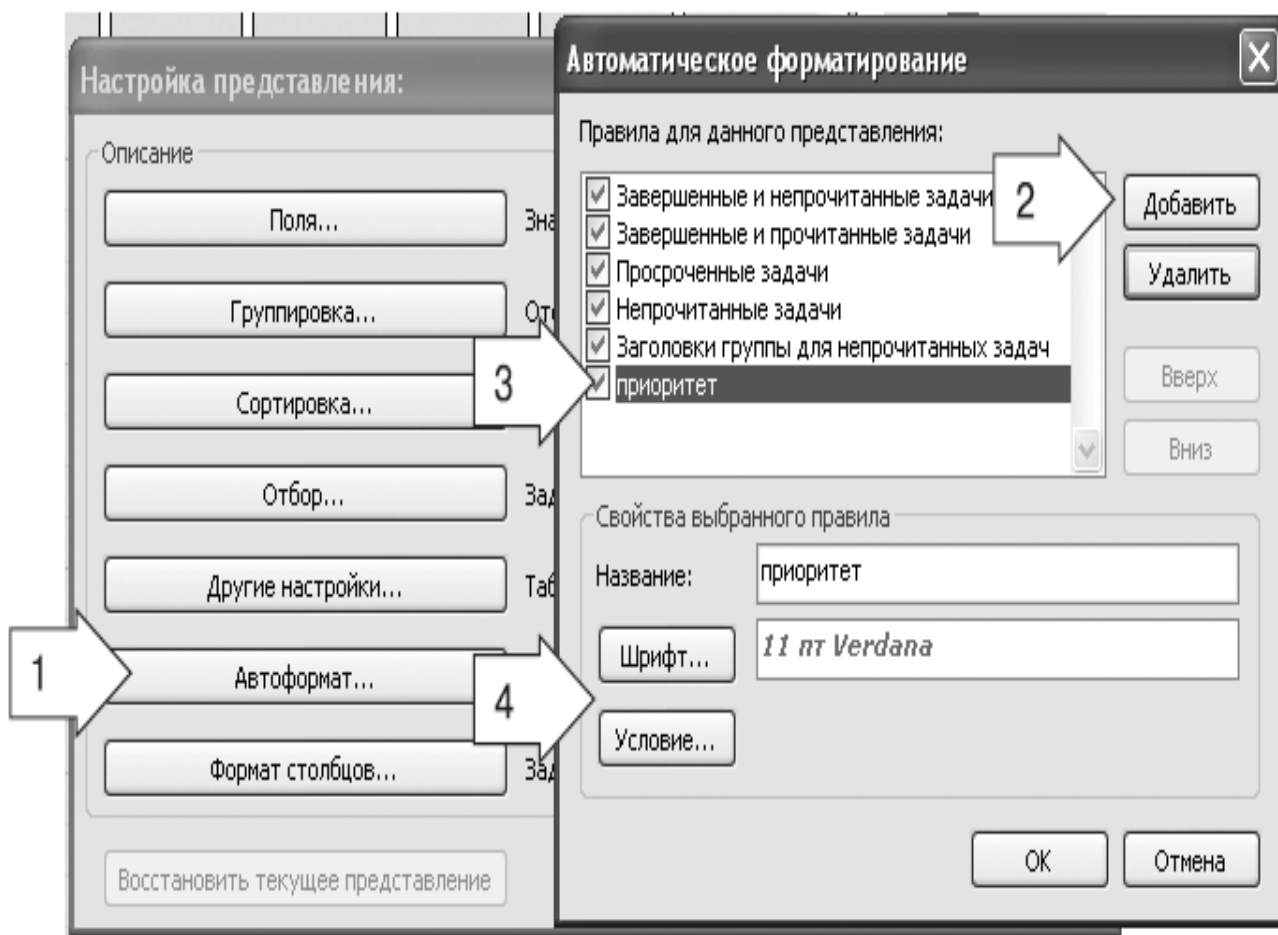 Настройка представления:
Описание
Поля...
Зна
Группировка...
От
Сортировка...
Отбор...
Зад
Другие настройки...
Таб
1
Автоформат...
Формат столбцов...
Зад
Восстановить текущее представление
Автоматическое форматирование
Правила для данного представления:
Завершенные и непрочитанные задачи
2
Добавить
Завершенные и прочитанные задачи
Просроченные задачи
Удалить
Непрочитанные задачи
Заголовки группы для непрочитанных задач
3
приоритет
Вверх
Вниз
Свойства выбранного правила
Название:
приоритет
Шрифт...
11 пт Verdana
4
Условие...
ОК
Отмена